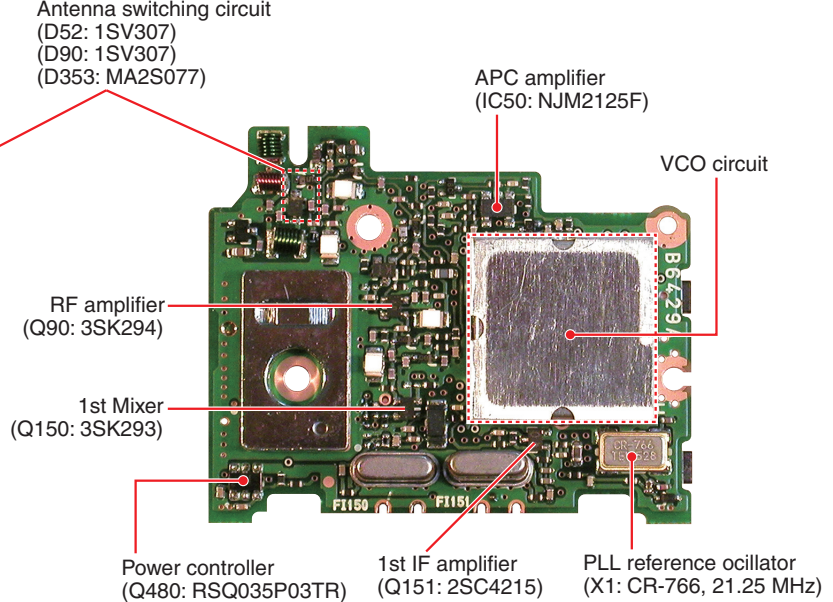 Antenna switching circuit
(D52: 1SV307)
(D90: 1SV307)
(D353: MA2S077)
APC amplifier
(IC50: NJM2125F)
VCO circuit
RF amplifier
(Q90: 3SK294)
1st Mixer
(Q150: 3SK293)
Power controller
(Q480: RSQ035P03TR)
1st IF amplifier
(Q151: 2SC4215)
PLL reference ocillator
(X1: CR-766, 21.25 MHz)
CR-766
FI150
FI151